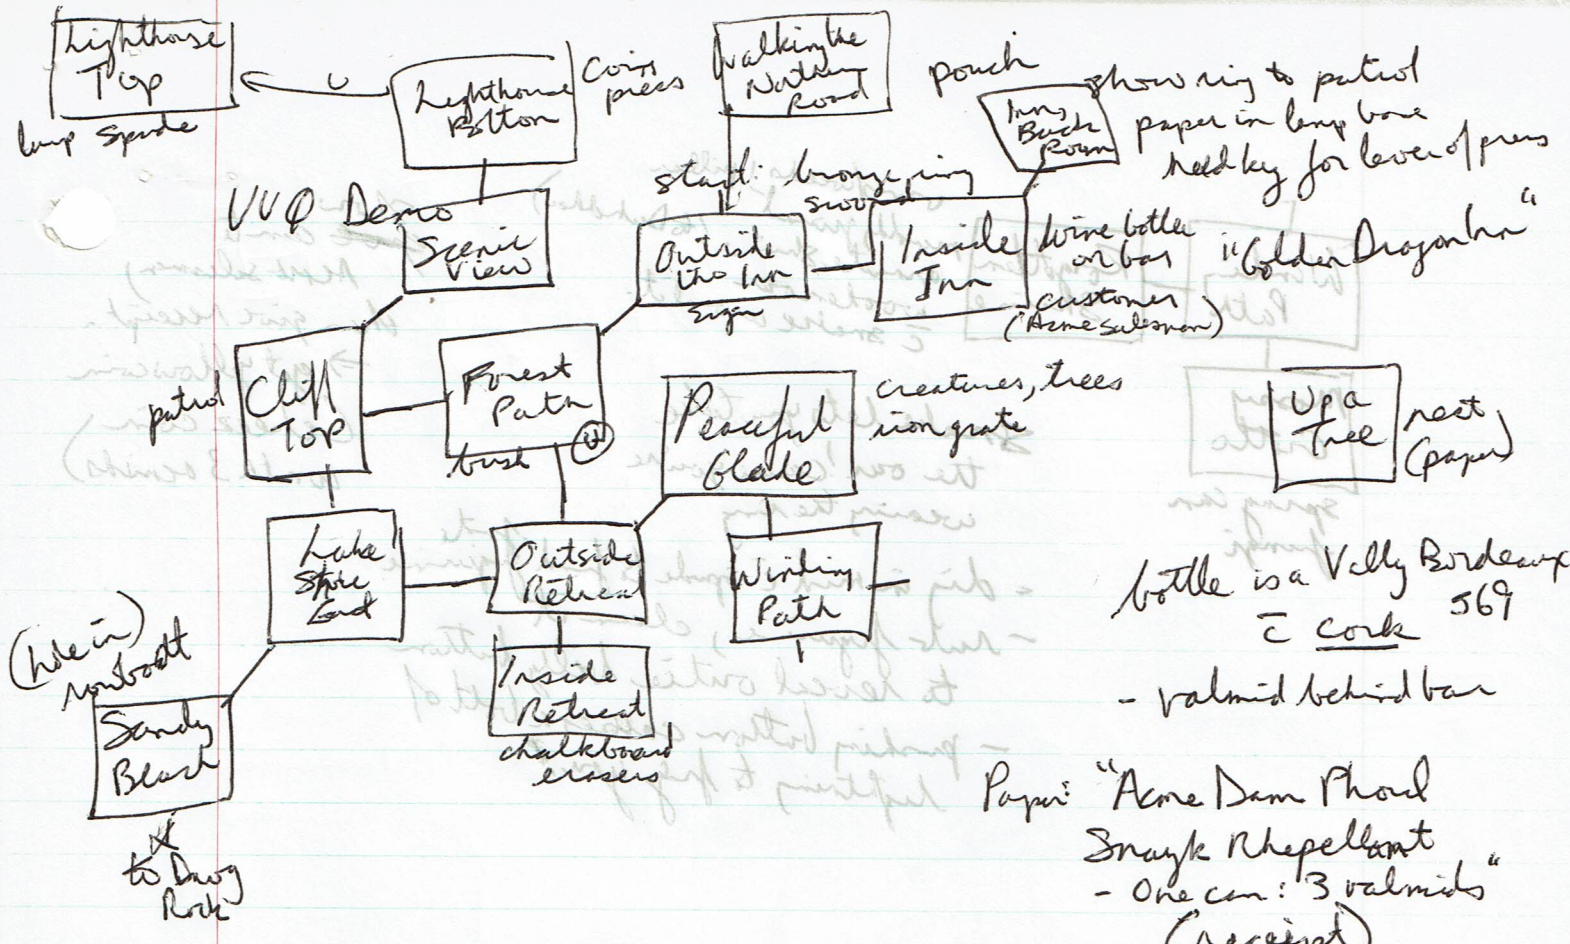 Lighthouse
Top
lamp spade
U
Lighthouse
Bottom
Coin
press
Walking the
Northern
Road
pouch
Inn,
Back
Room
show ring to patrol
paper in lamp base
need key for lever of press
"Golden Dragon Inn"
VVQ Demo
start: bronze ring
sword
Scenic
View
Outside
the Inn
sign
Inside
Inn
Wine bottle
on bar
customer
(Acme salesman)
patrol
Cliff
Top
Forest
Path
bush
U
Peaceful
Glade
creatures, trees
iron grate
Up a
Tree
nest
(paper)
Lake
Shore
East
Outside
Retreat
Winding
Path
bottle is a Vally Bordeaux
569
c̄ cork
- valmid behind bar
(hole in)
rowboat
Sandy
Beach
to
Rock
Inside
Retreat
chalkboard
erasers
Paper: "Acme Dam Phoul
Snayk Rhepellant
- One can: 3 valmids"
(receipt)